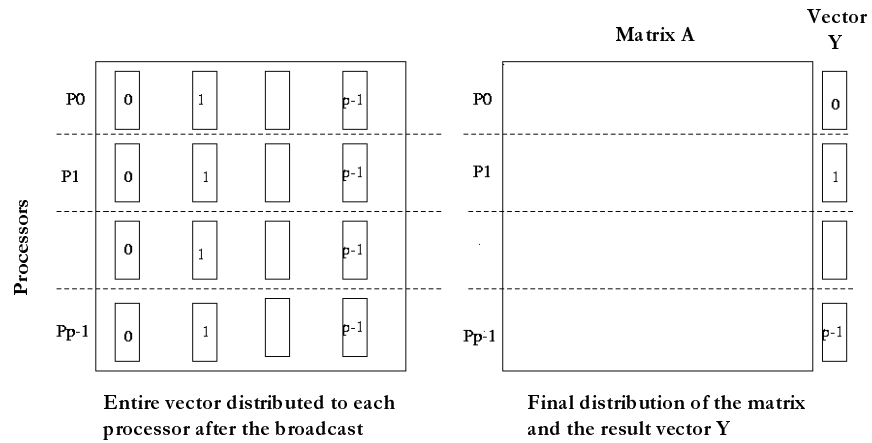 Matrix A
Vector
Y
Processors
P0
0
1
p-1
P1
0
1
p-1
0
1
p-1
Pp-1
0
1
p-1
P0
0
P1
1
Pp-1
p-1
Entire vector distributed to each
processor after the broadcast
Final distribution of the matrix
and the result vector Y